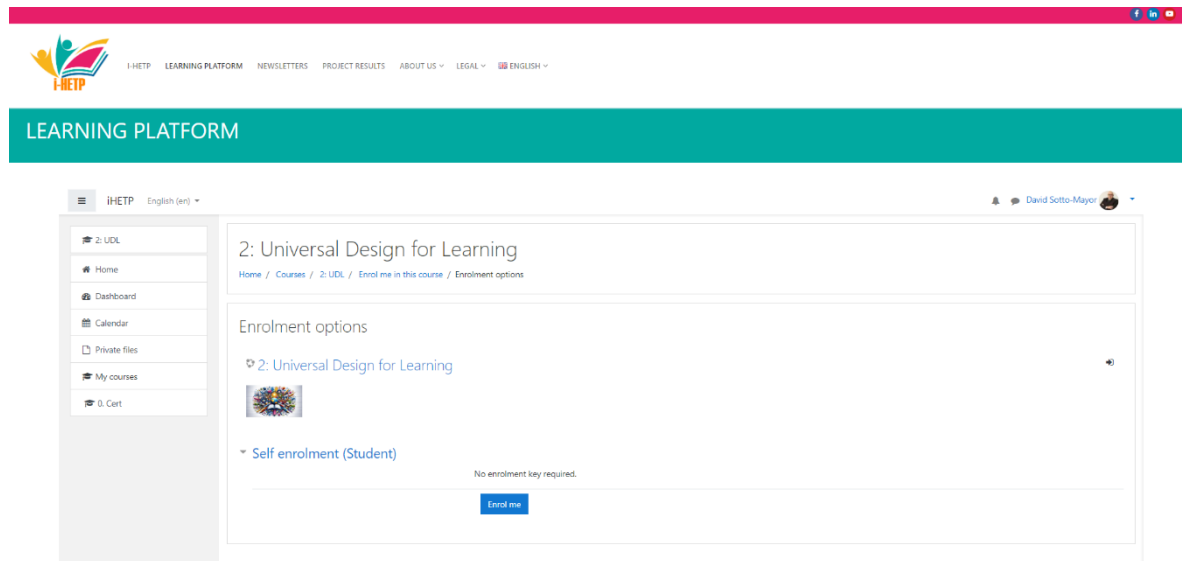 i-HETP
I-HETP LEARNING PLATFORM NEWSLETTERS PROJECT RESULTS ABOUT US LEGAL ENGLISH
LEARNING PLATFORM
iHETP English (en) David Sotto-Mayor
2: UDL
Home
Dashboard
Calendar
Private files
My courses
0. Cert
2: Universal Design for Learning
Home / Courses / 2: UDL / Enrol me in this course / Enrolment options
Enrolment options
2: Universal Design for Learning
Self enrolment (Student)
No enrolment key required.
Enrol me